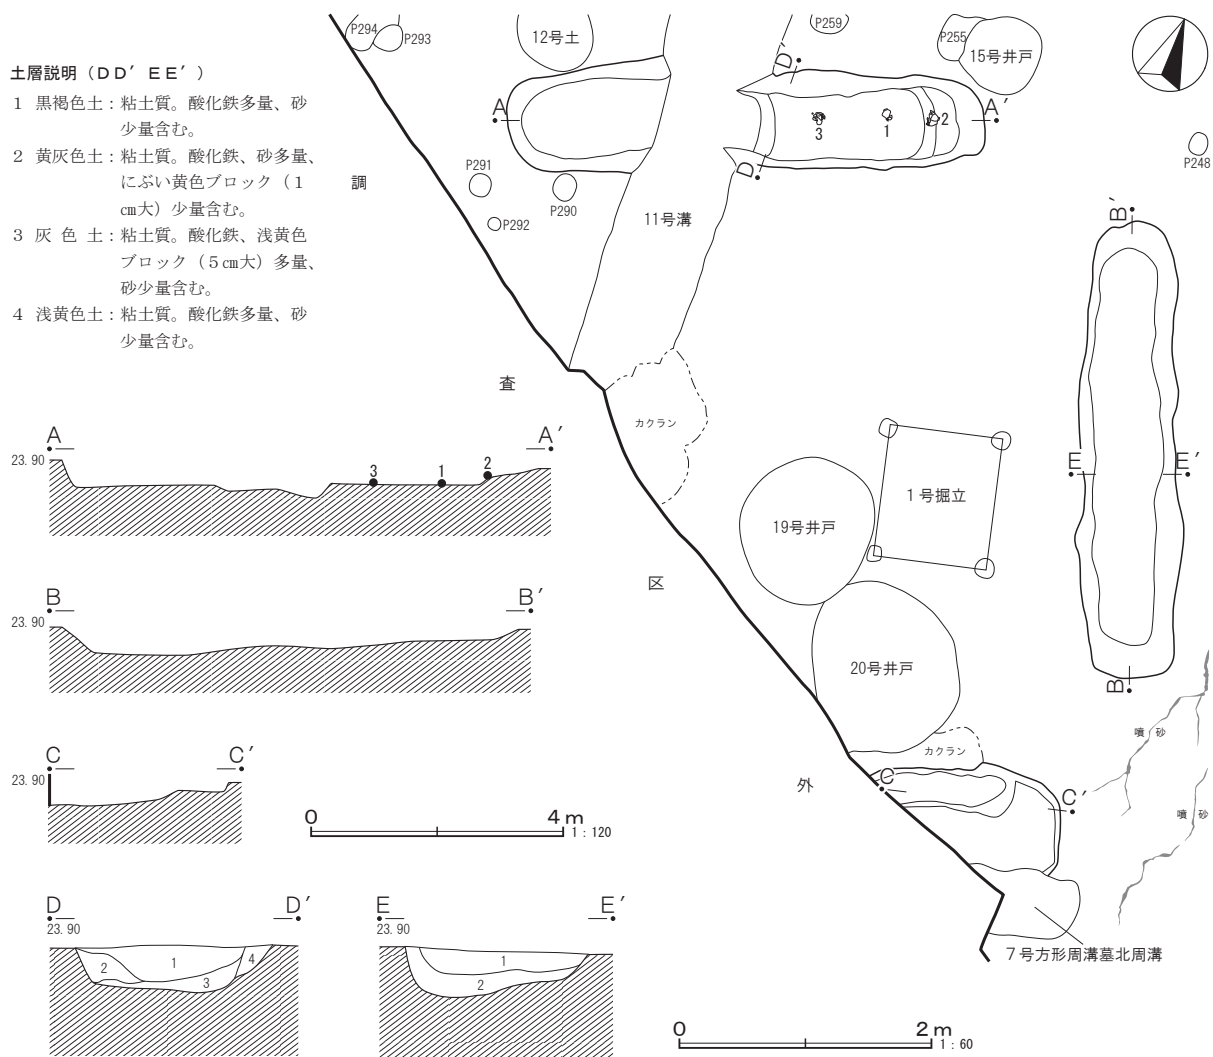 土層説明（DD′ EE′）
1 黒褐色土：粘土質。酸化鉄多量、砂
少量含む。
2 黄灰色土：粘土質。酸化鉄、砂多量、
にぶい黄色ブロック（1
㎝大）少量含む。
3 灰 色 土：粘土質。酸化鉄、浅黄色
ブロック（5㎝大）多量、
砂少量含む。
4 浅黄色土：粘土質。酸化鉄多量、砂
少量含む。
P294
P293
12号土
P259
P255
15号井戸
D′
A
A′
3
1
2
D
P248
P291
P290
P292
11号溝
B′
調
査
区
外
カクラン
1号掘立
19号井戸
E
E′
20号井戸
B
カクラン
噴 砂
噴 砂
C
C′
7号方形周溝墓北周溝
A
A′
23.90
3
1
2
B
B′
23.90
C
C′
23.90
0
4m
1：120
D
D′
23.90
1
2
3
4
E
E′
23.90
1
2
0
2m
1：60